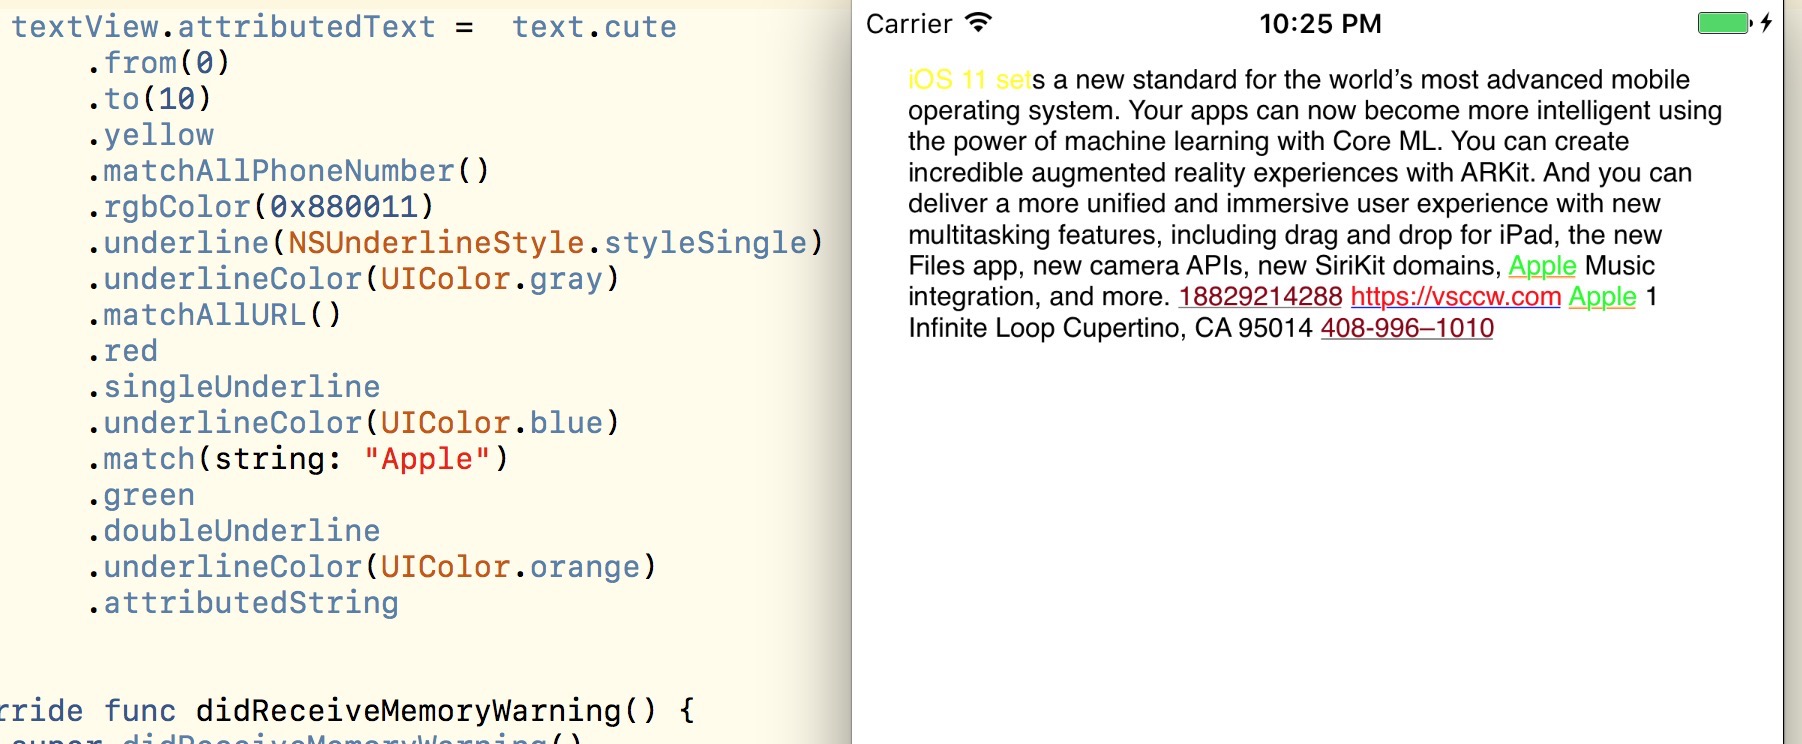 textView.attributedText =  text.cute
.from(0)
.to(10)
.yellow
.matchAllPhoneNumber()
.rgbColor(0x880011)
.underline(NSUnderlineStyle.styleSingle)
.underlineColor(UIColor.gray)
.matchAllURL()
.red
.singleUnderline
.underlineColor(UIColor.blue)
.match(string: "Apple")
.green
.doubleUnderline
.underlineColor(UIColor.orange)
.attributedString
rride func didReceiveMemoryWarning() {
super.didReceiveMemoryWarning()
Carrier 10:25 PM
iOS 11 sets a new standard for the world’s most advanced mobile
operating system. Your apps can now become more intelligent using
the power of machine learning with Core ML. You can create
incredible augmented reality experiences with ARKit. And you can
deliver a more unified and immersive user experience with new
multitasking features, including drag and drop for iPad, the new
Files app, new camera APIs, new SiriKit domains, Apple Music
integration, and more. 18829214288 https://vsccw.com Apple 1
Infinite Loop Cupertino, CA 95014 408-996–1010